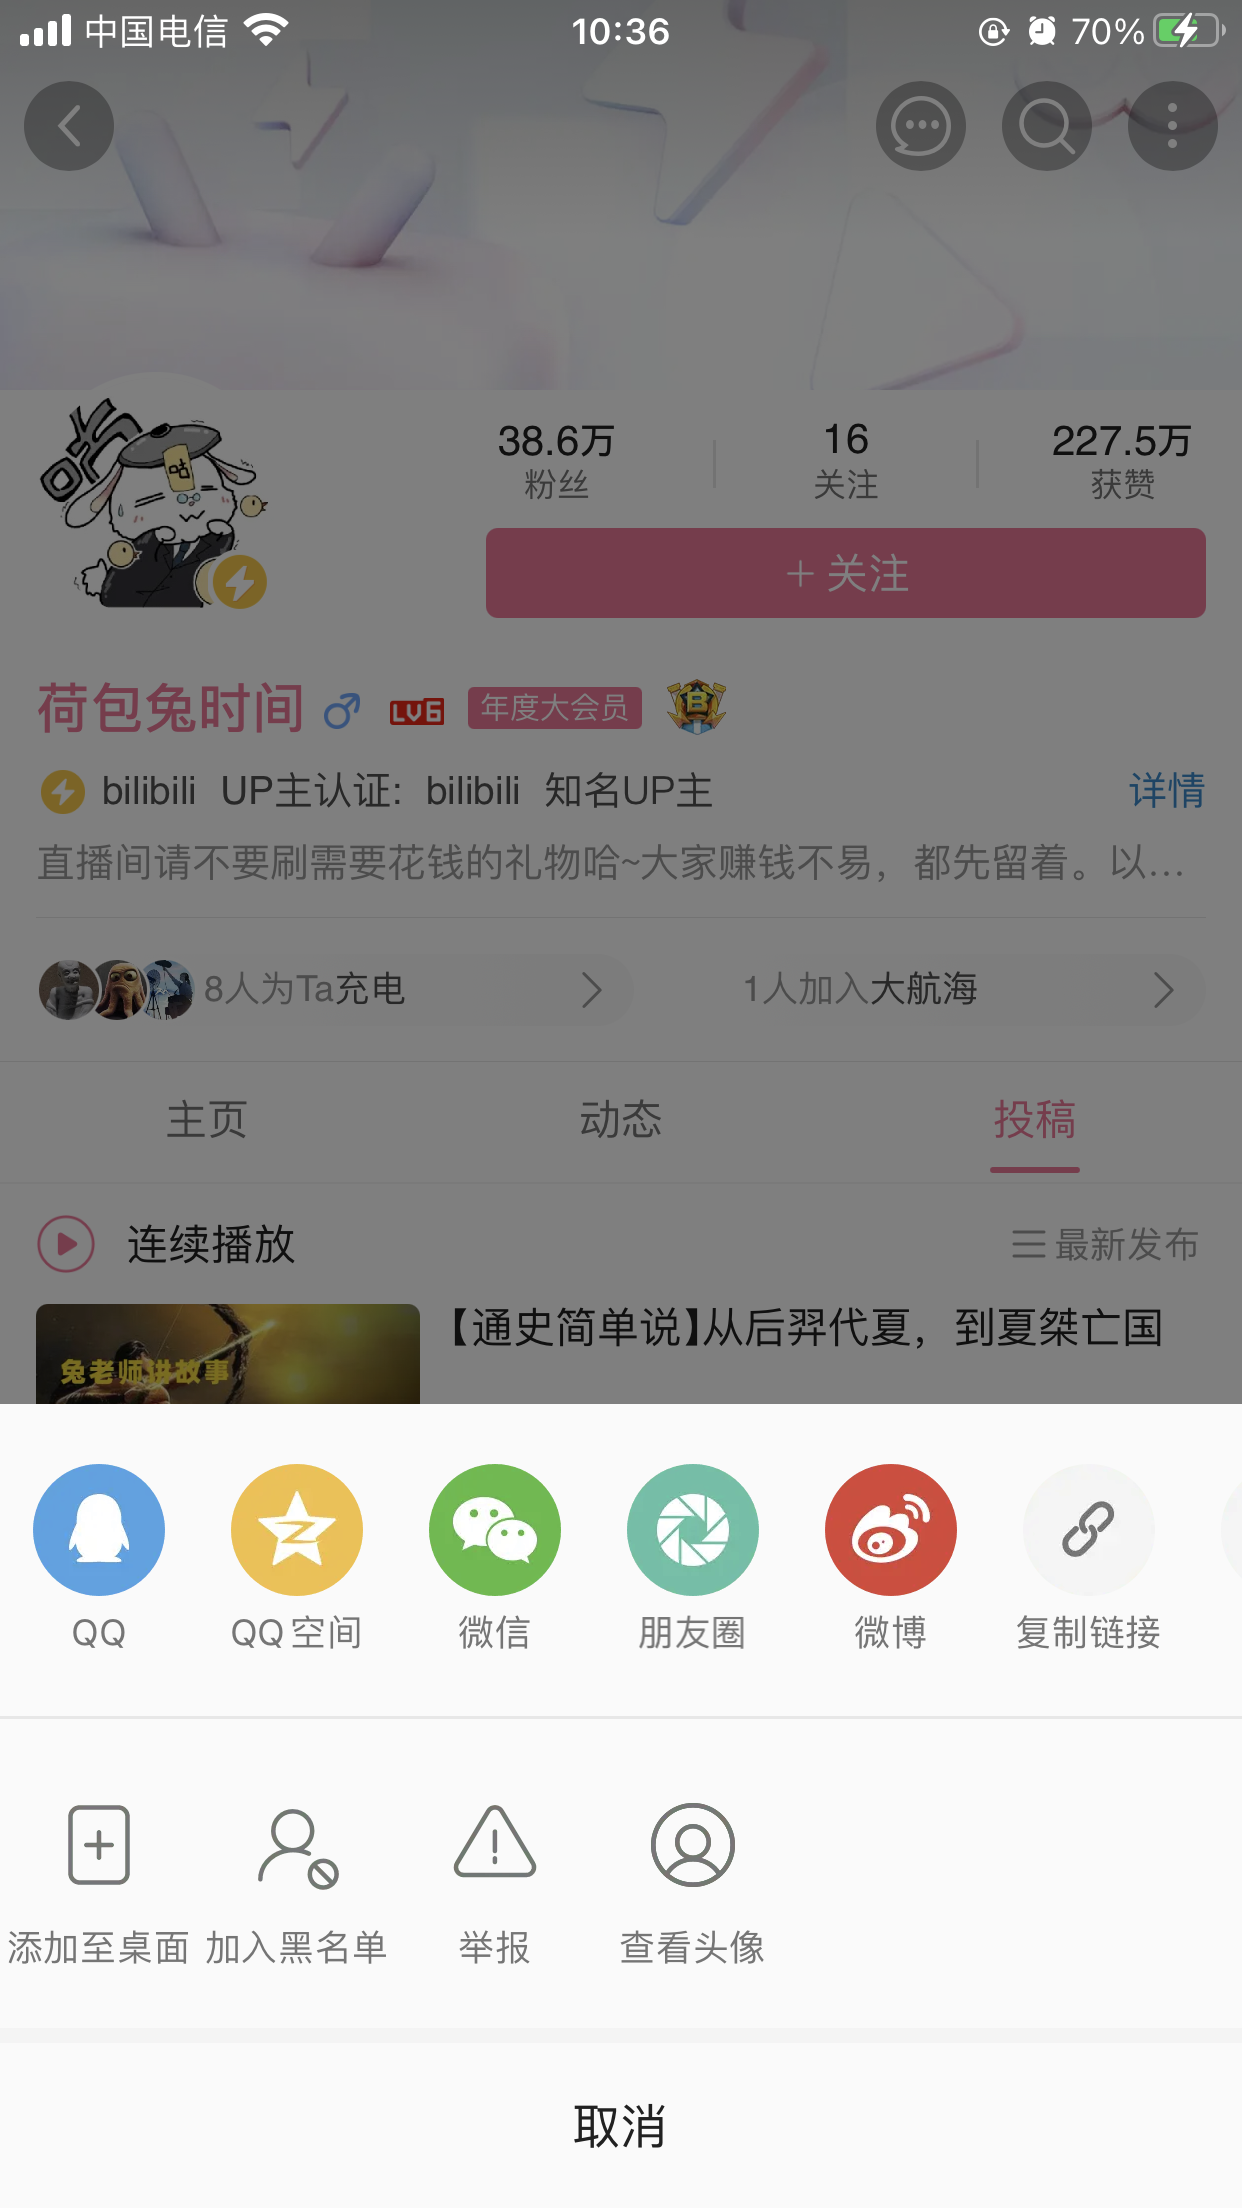 中国电信 10:36 70%
咕
咕
38.6万 16 227.5万
粉丝 关注 获赞
+ 关注
荷包兔时间 LV6 年度大会员 B
bilibili UP主认证: bilibili 知名UP主 详情
直播间请不要刷需要花钱的礼物哈~大家赚钱不易，都先留着。以...
8人为Ta充电 1人加入大航海
主页 动态 投稿
连续播放 最新发布
【通史简单说】从后羿代夏，到夏桀亡国
兔老师讲故事
QQ QQ空间 微信 朋友圈 微博 复制链接
添加至桌面 加入黑名单 举报 查看头像
取消